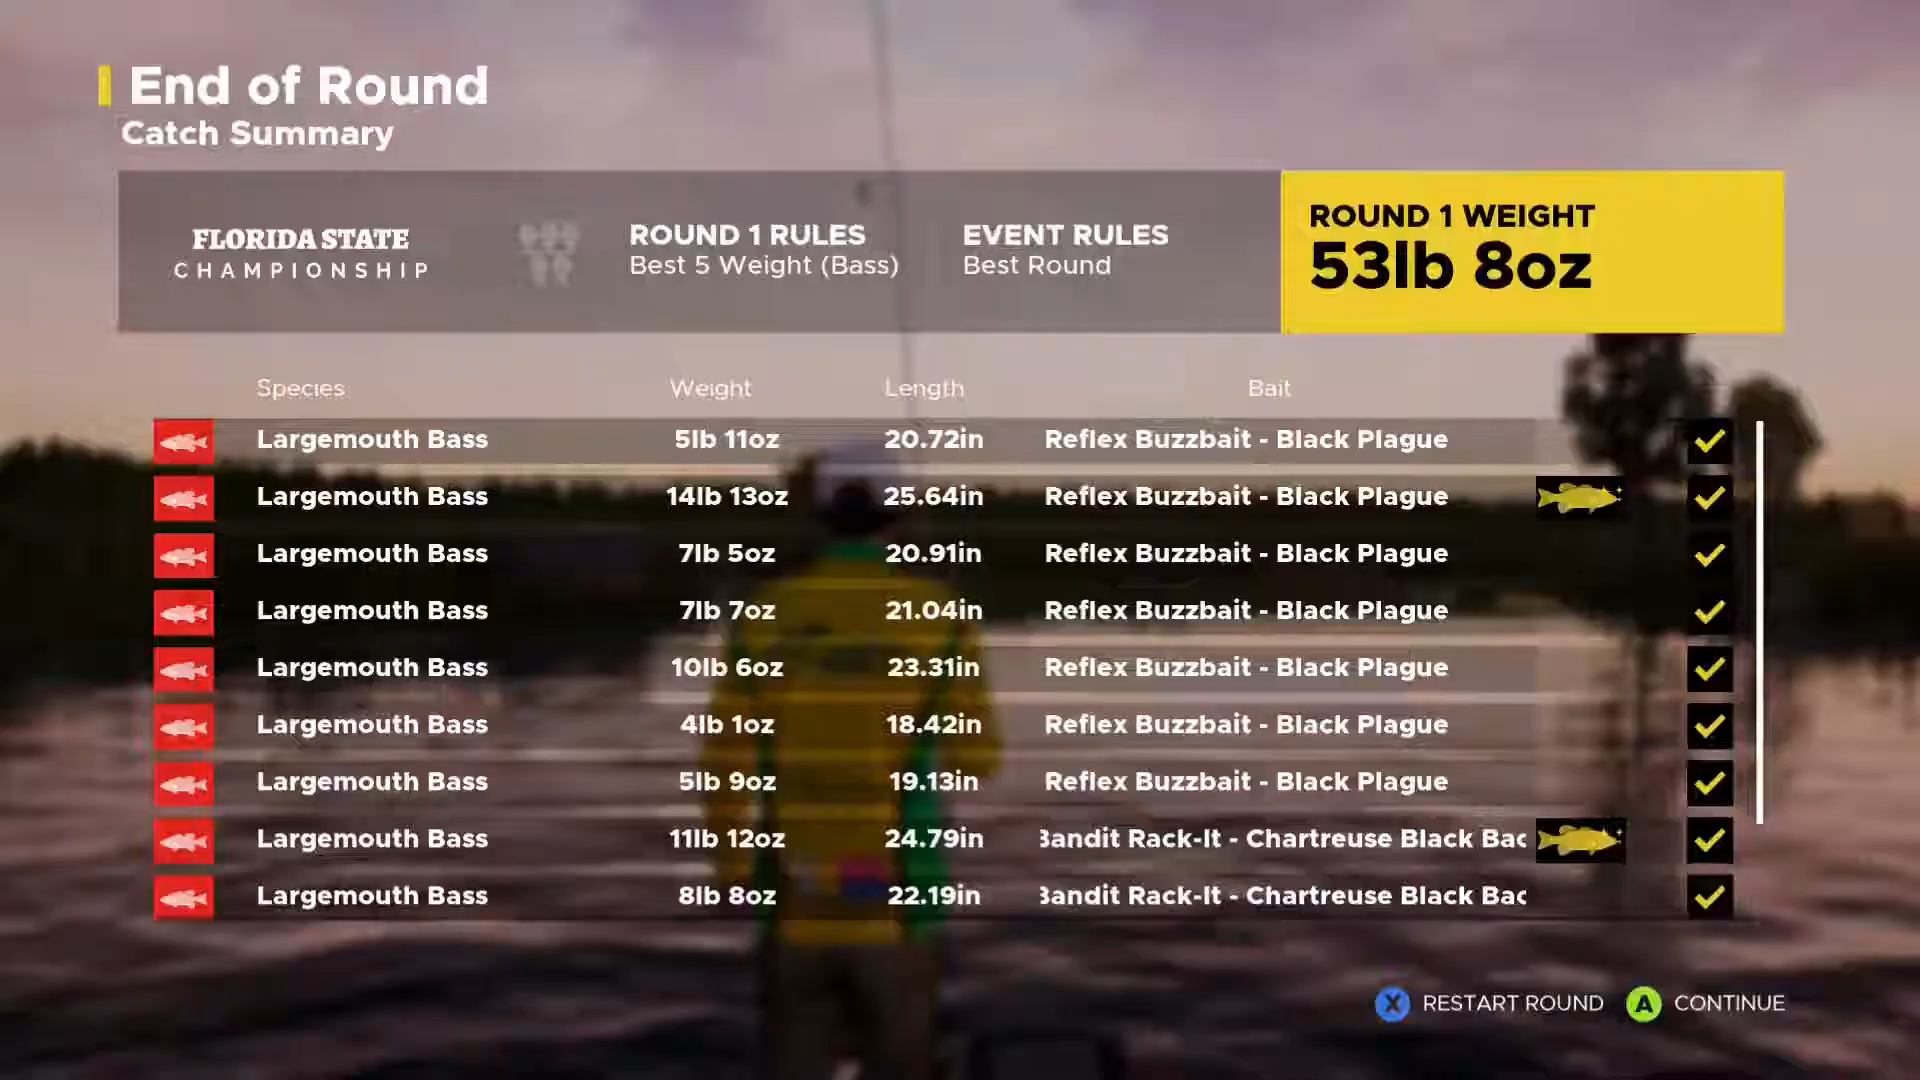 End of Round
Catch Summary
FLORIDA STATE
CHAMPIONSHIP
ROUND 1 RULES
Best 5 Weight (Bass)
EVENT RULES
Best Round
ROUND 1 WEIGHT
53lb 8oz
Species Weight Length Bait
Largemouth Bass 5lb 11oz 20.72in Reflex Buzzbait - Black Plague
Largemouth Bass 14lb 13oz 25.64in Reflex Buzzbait - Black Plague
Largemouth Bass 7lb 5oz 20.91in Reflex Buzzbait - Black Plague
Largemouth Bass 7lb 7oz 21.04in Reflex Buzzbait - Black Plague
Largemouth Bass 10lb 6oz 23.31in Reflex Buzzbait - Black Plague
Largemouth Bass 4lb 1oz 18.42in Reflex Buzzbait - Black Plague
Largemouth Bass 5lb 9oz 19.13in Reflex Buzzbait - Black Plague
Largemouth Bass 11lb 12oz 24.79in Bandit Rack-It - Chartreuse Black Bac
Largemouth Bass 8lb 8oz 22.19in Bandit Rack-It - Chartreuse Black Bac
X RESTART ROUND A CONTINUE